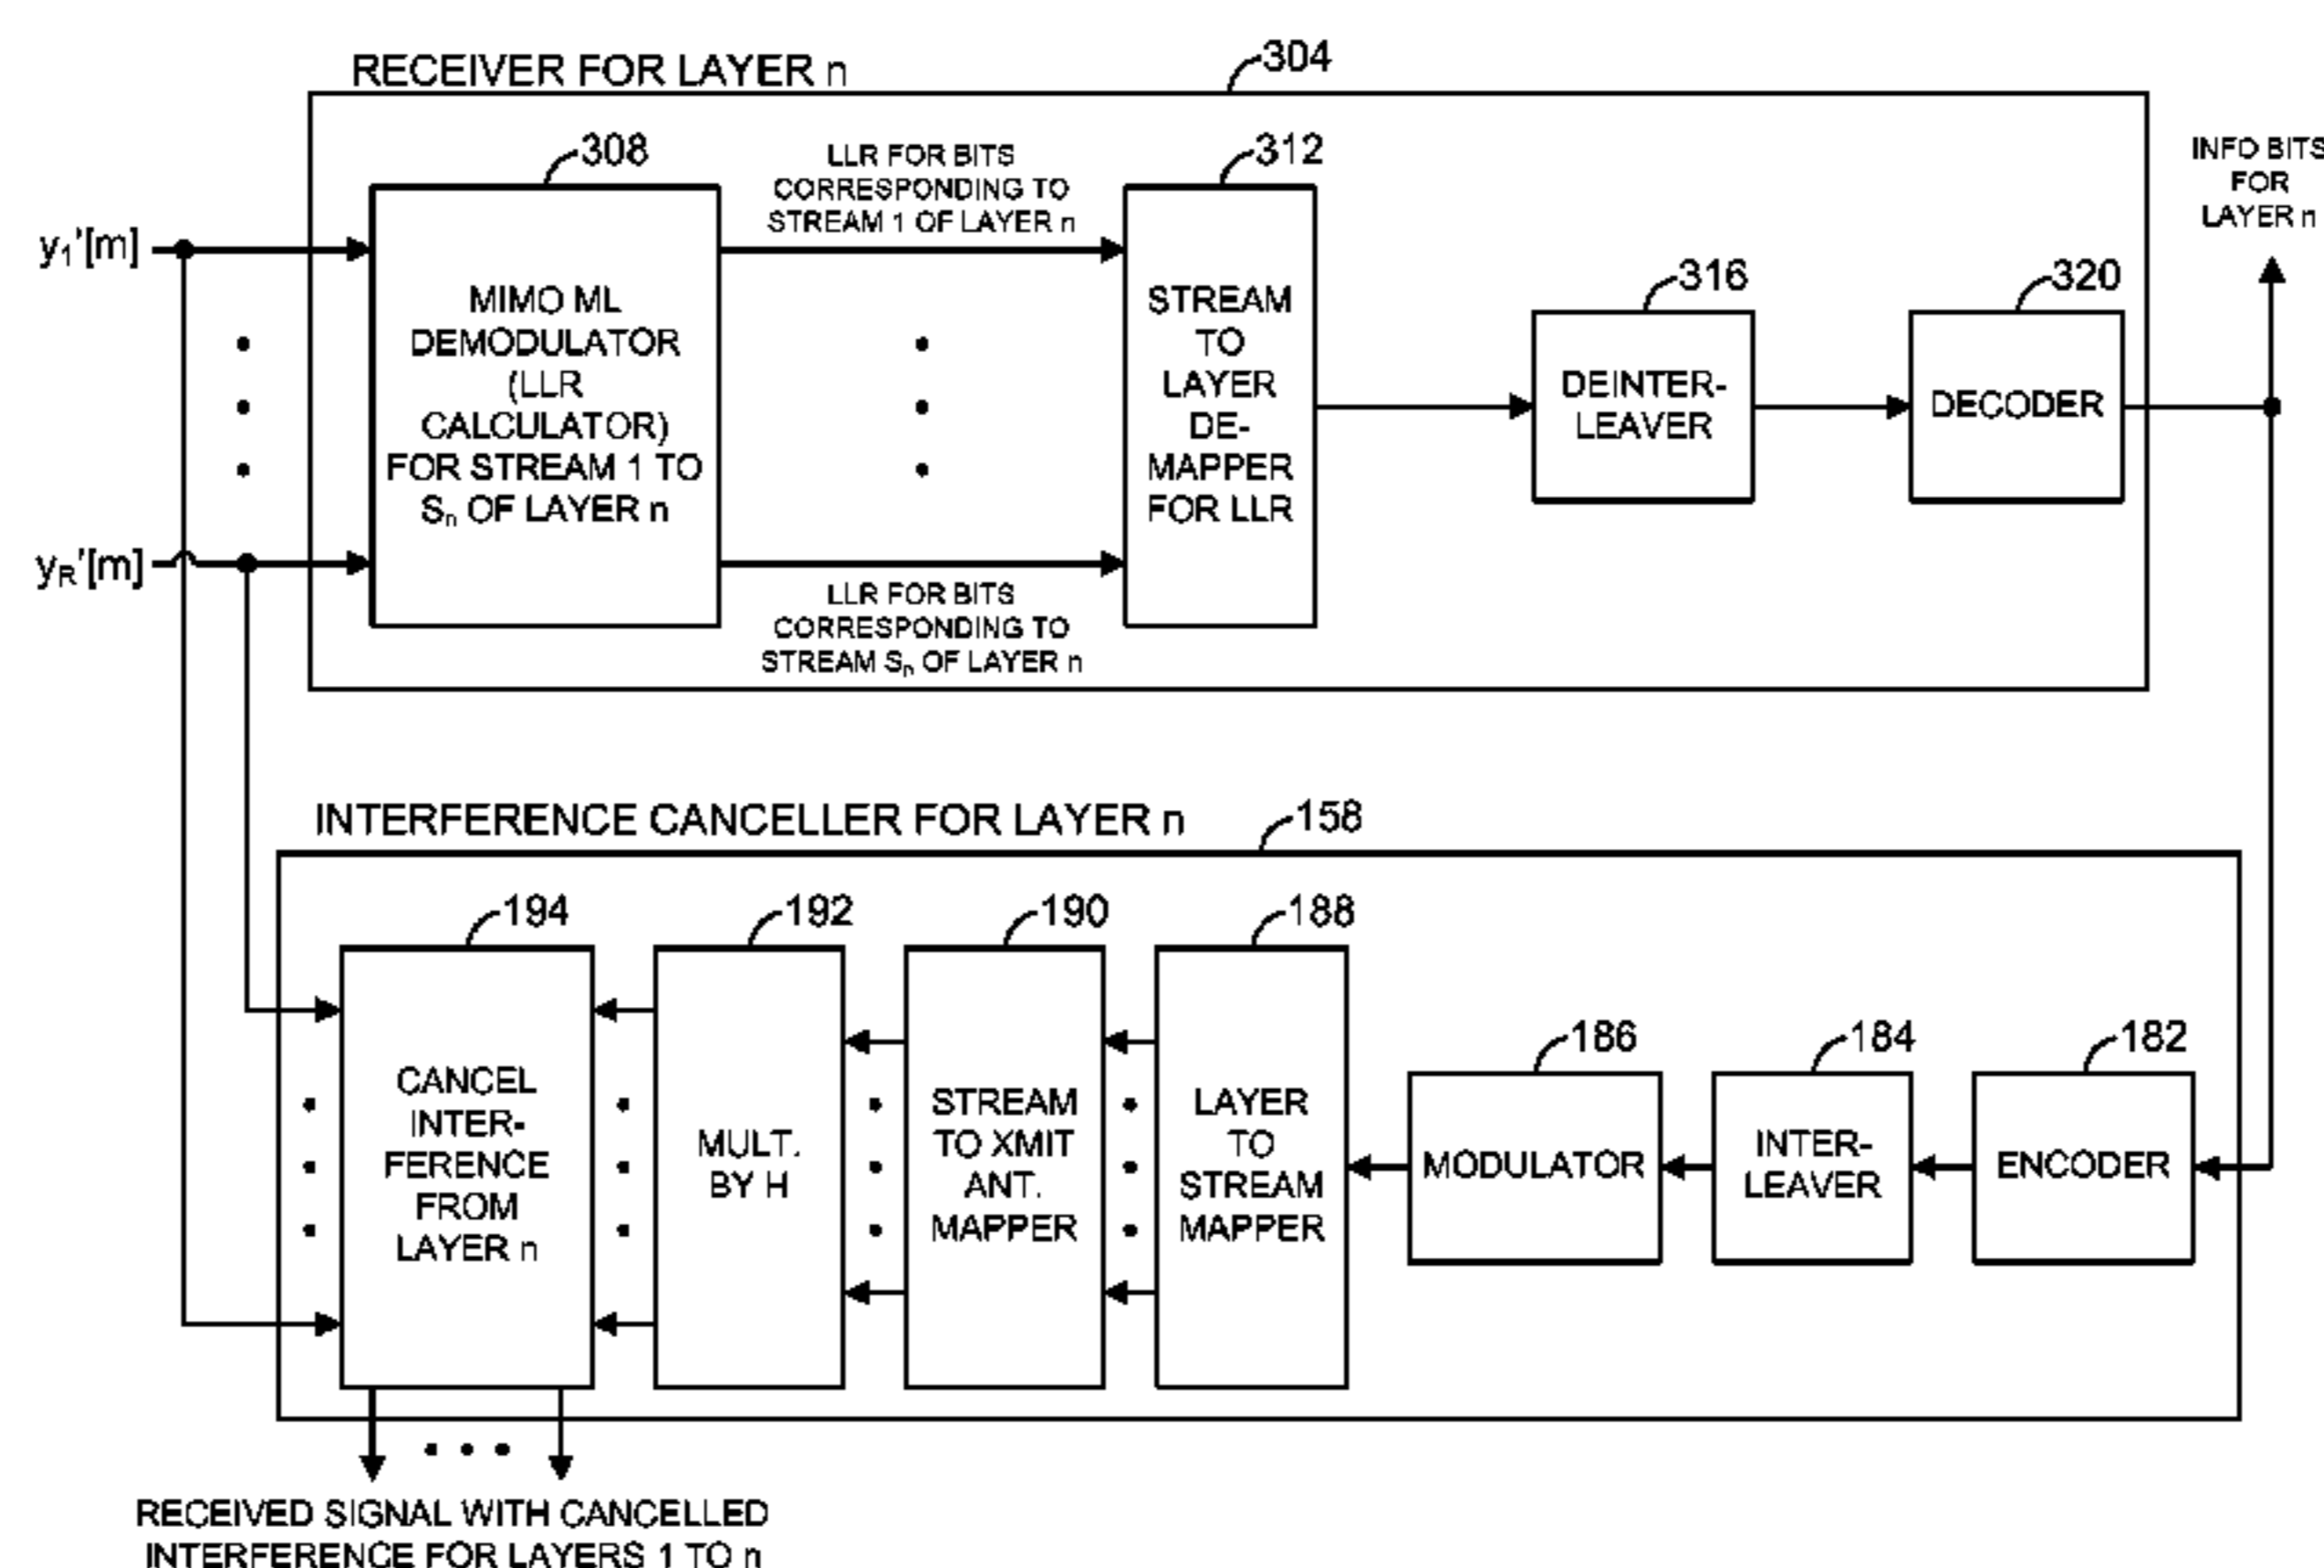 RECEIVER FOR LAYER n
304
308
LLR FOR BITS
CORRESPONDING TO
STREAM 1 OF LAYER n
312
INFO BITS
FOR
LAYER n
y₁'[m]
MIMO ML
DEMODULATOR
(LLR
CALCULATOR)
FOR STREAM 1 TO
Sₙ OF LAYER n
STREAM
TO
LAYER
DE-
MAPPER
FOR LLR
316
DEINTER-
LEAVER
320
DECODER
y_R'[m]
LLR FOR BITS
CORRESPONDING TO
STREAM Sₙ OF LAYER n
INTERFERENCE CANCELLER FOR LAYER n
158
194
CANCEL
INTER-
FERENCE
FROM
LAYER n
192
MULT.
BY H
190
STREAM
TO XMIT
ANT.
MAPPER
188
LAYER
TO
STREAM
MAPPER
186
MODULATOR
184
INTER-
LEAVER
182
ENCODER
RECEIVED SIGNAL WITH CANCELLED
INTERFERENCE FOR LAYERS 1 TO n